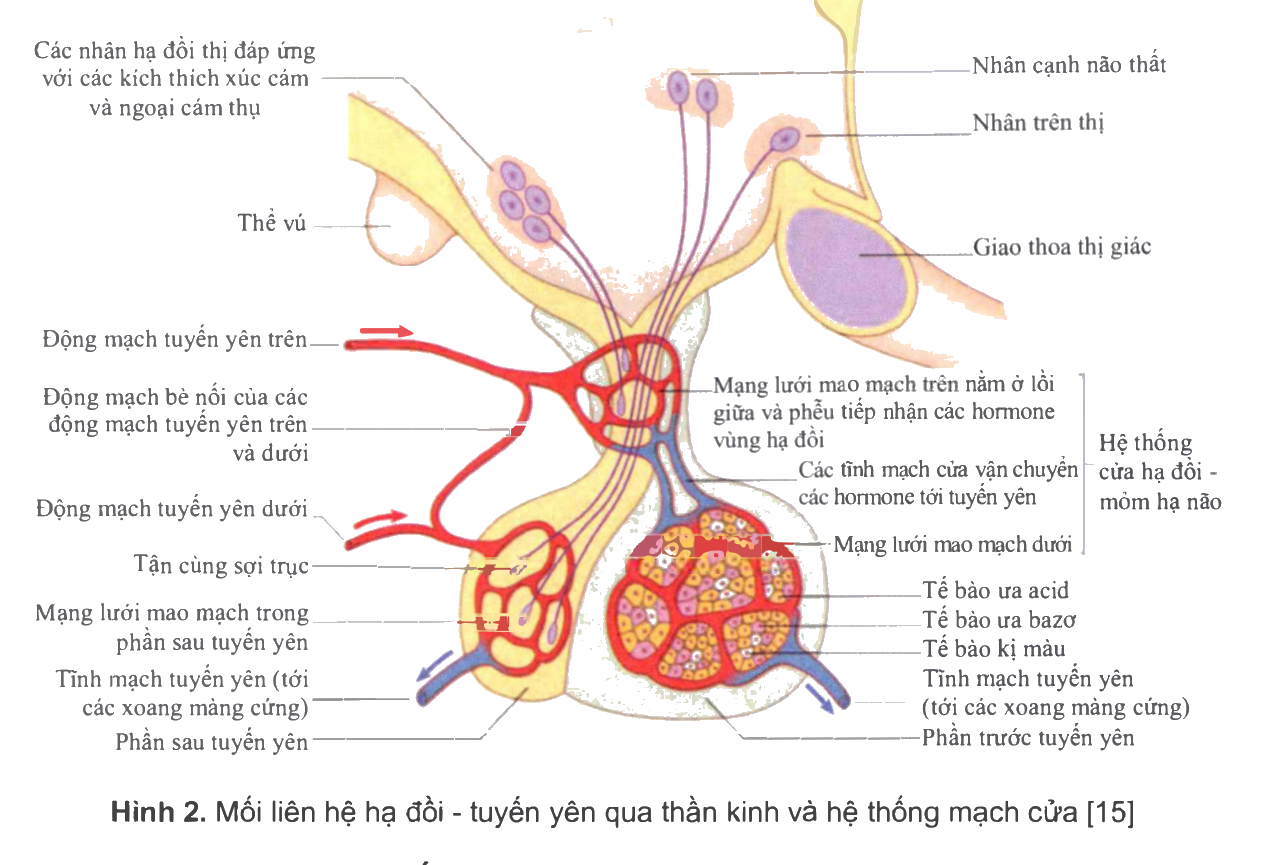 Các nhân hạ đồi thị đáp ứng
với các kích thích xúc cảm
và ngoại cảm thụ
Thể vú
Động mạch tuyến yên trên
Động mạch bè nối của các
động mạch tuyến yên trên
và dưới
Động mạch tuyến yên dưới
Tận cùng sợi trục
Mạng lưới mao mạch trong
phần sau tuyến yên
Tĩnh mạch tuyến yên (tới
các xoang màng cứng)
Phần sau tuyến yên
Nhân cạnh não thất
Nhân trên thị
Giao thoa thị giác
Mạng lưới mao mạch trên nằm ở lồi
giữa và phễu tiếp nhận các hormone
vùng hạ đồi
Các tĩnh mạch cửa vận chuyển
các hormone tới tuyến yên
Mạng lưới mao mạch dưới
Hệ thống
cửa hạ đồi -
mỏm hạ não
Tế bào ưa acid
Tế bào ưa bazơ
Tế bào kị màu
Tĩnh mạch tuyến yên
(tới các xoang màng cứng)
Phần trước tuyến yên
Hình 2. Mối liên hệ hạ đồi - tuyến yên qua thần kinh và hệ thống mạch cửa [15]